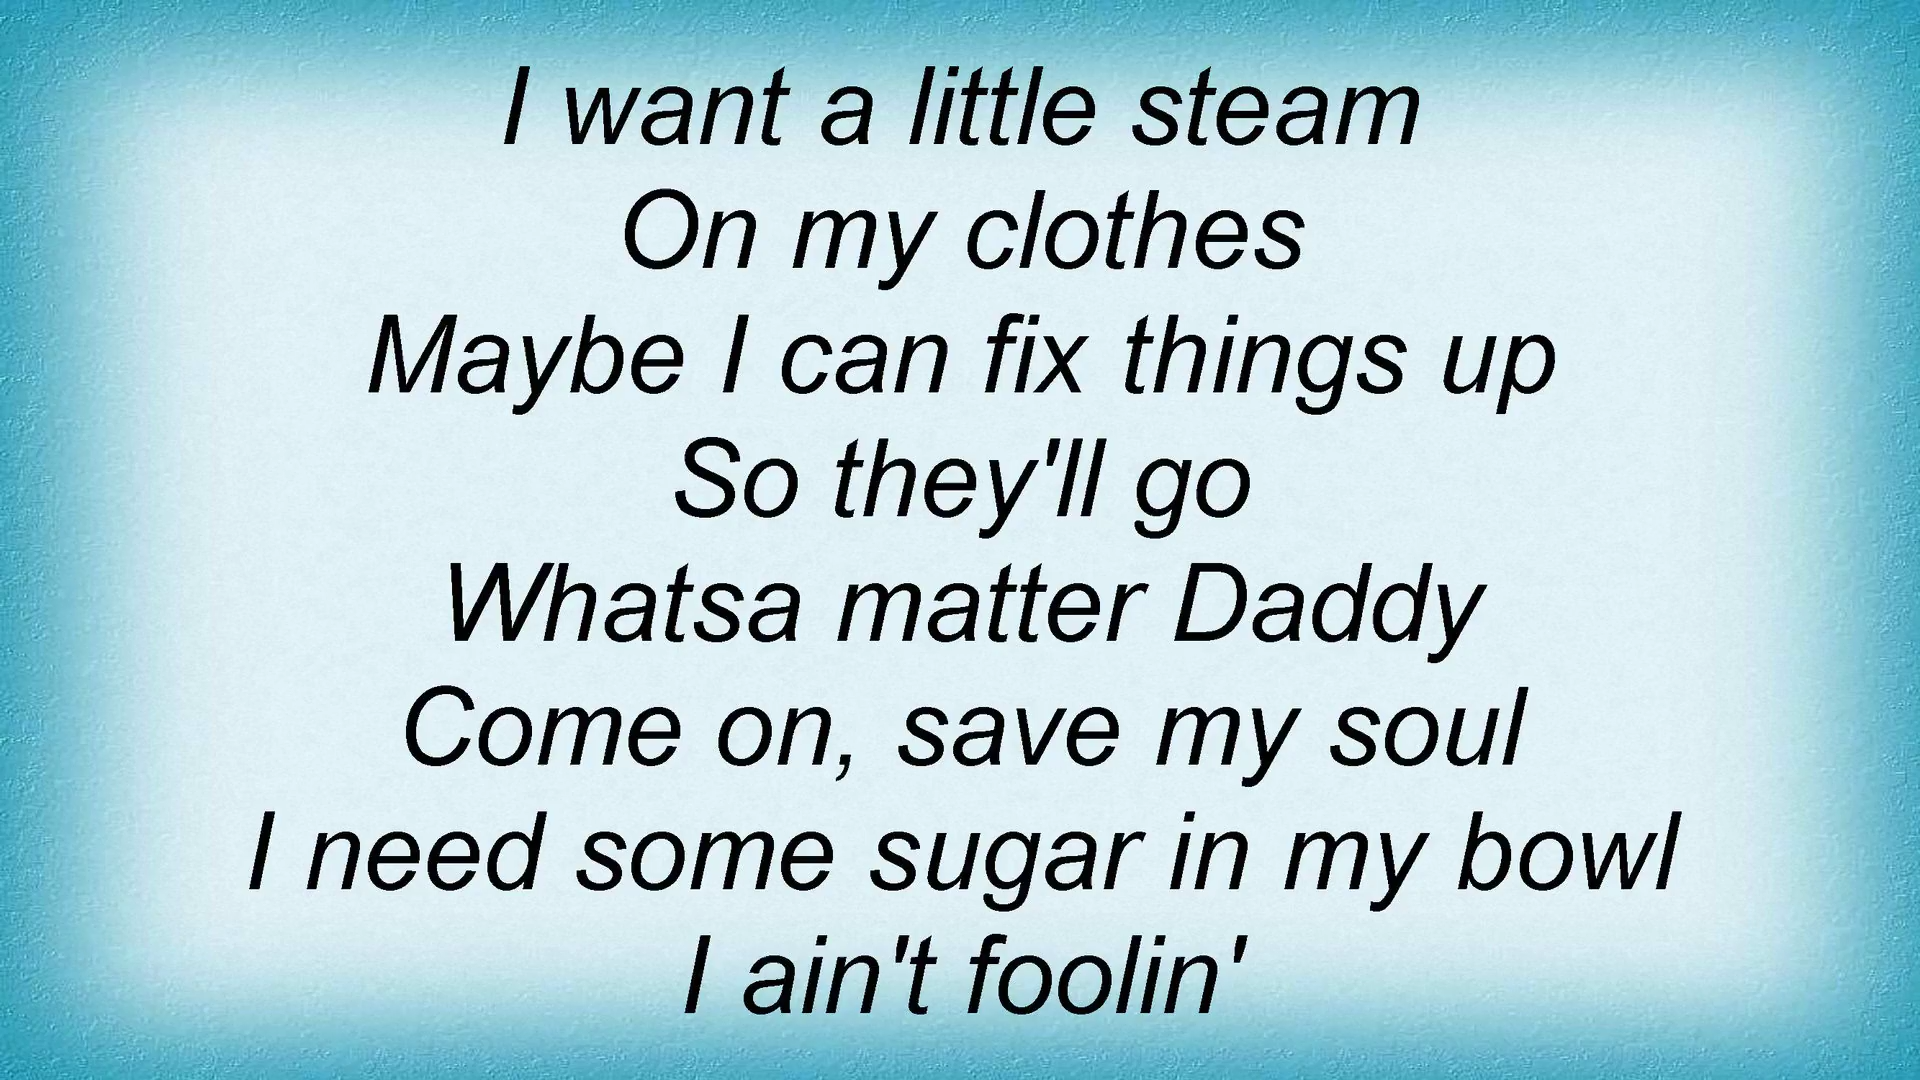 I want a little steam
On my clothes
Maybe I can fix things up
So they'll go
Whatsa matter Daddy
Come on, save my soul
I need some sugar in my bowl
I ain't foolin'